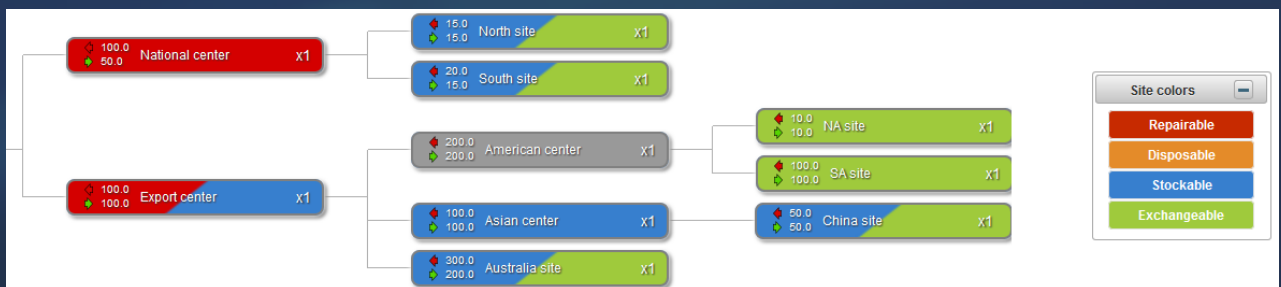 100.0
50.0
National center
x1
15.0
15.0
North site
x1
20.0
15.0
South site
x1
100.0
100.0
Export center
x1
200.0
200.0
American center
x1
10.0
10.0
NA site
x1
100.0
100.0
SA site
x1
100.0
100.0
Asian center
x1
50.0
50.0
China site
x1
300.0
200.0
Australia site
x1
Site colors
Repairable
Disposable
Stockable
Exchangeable